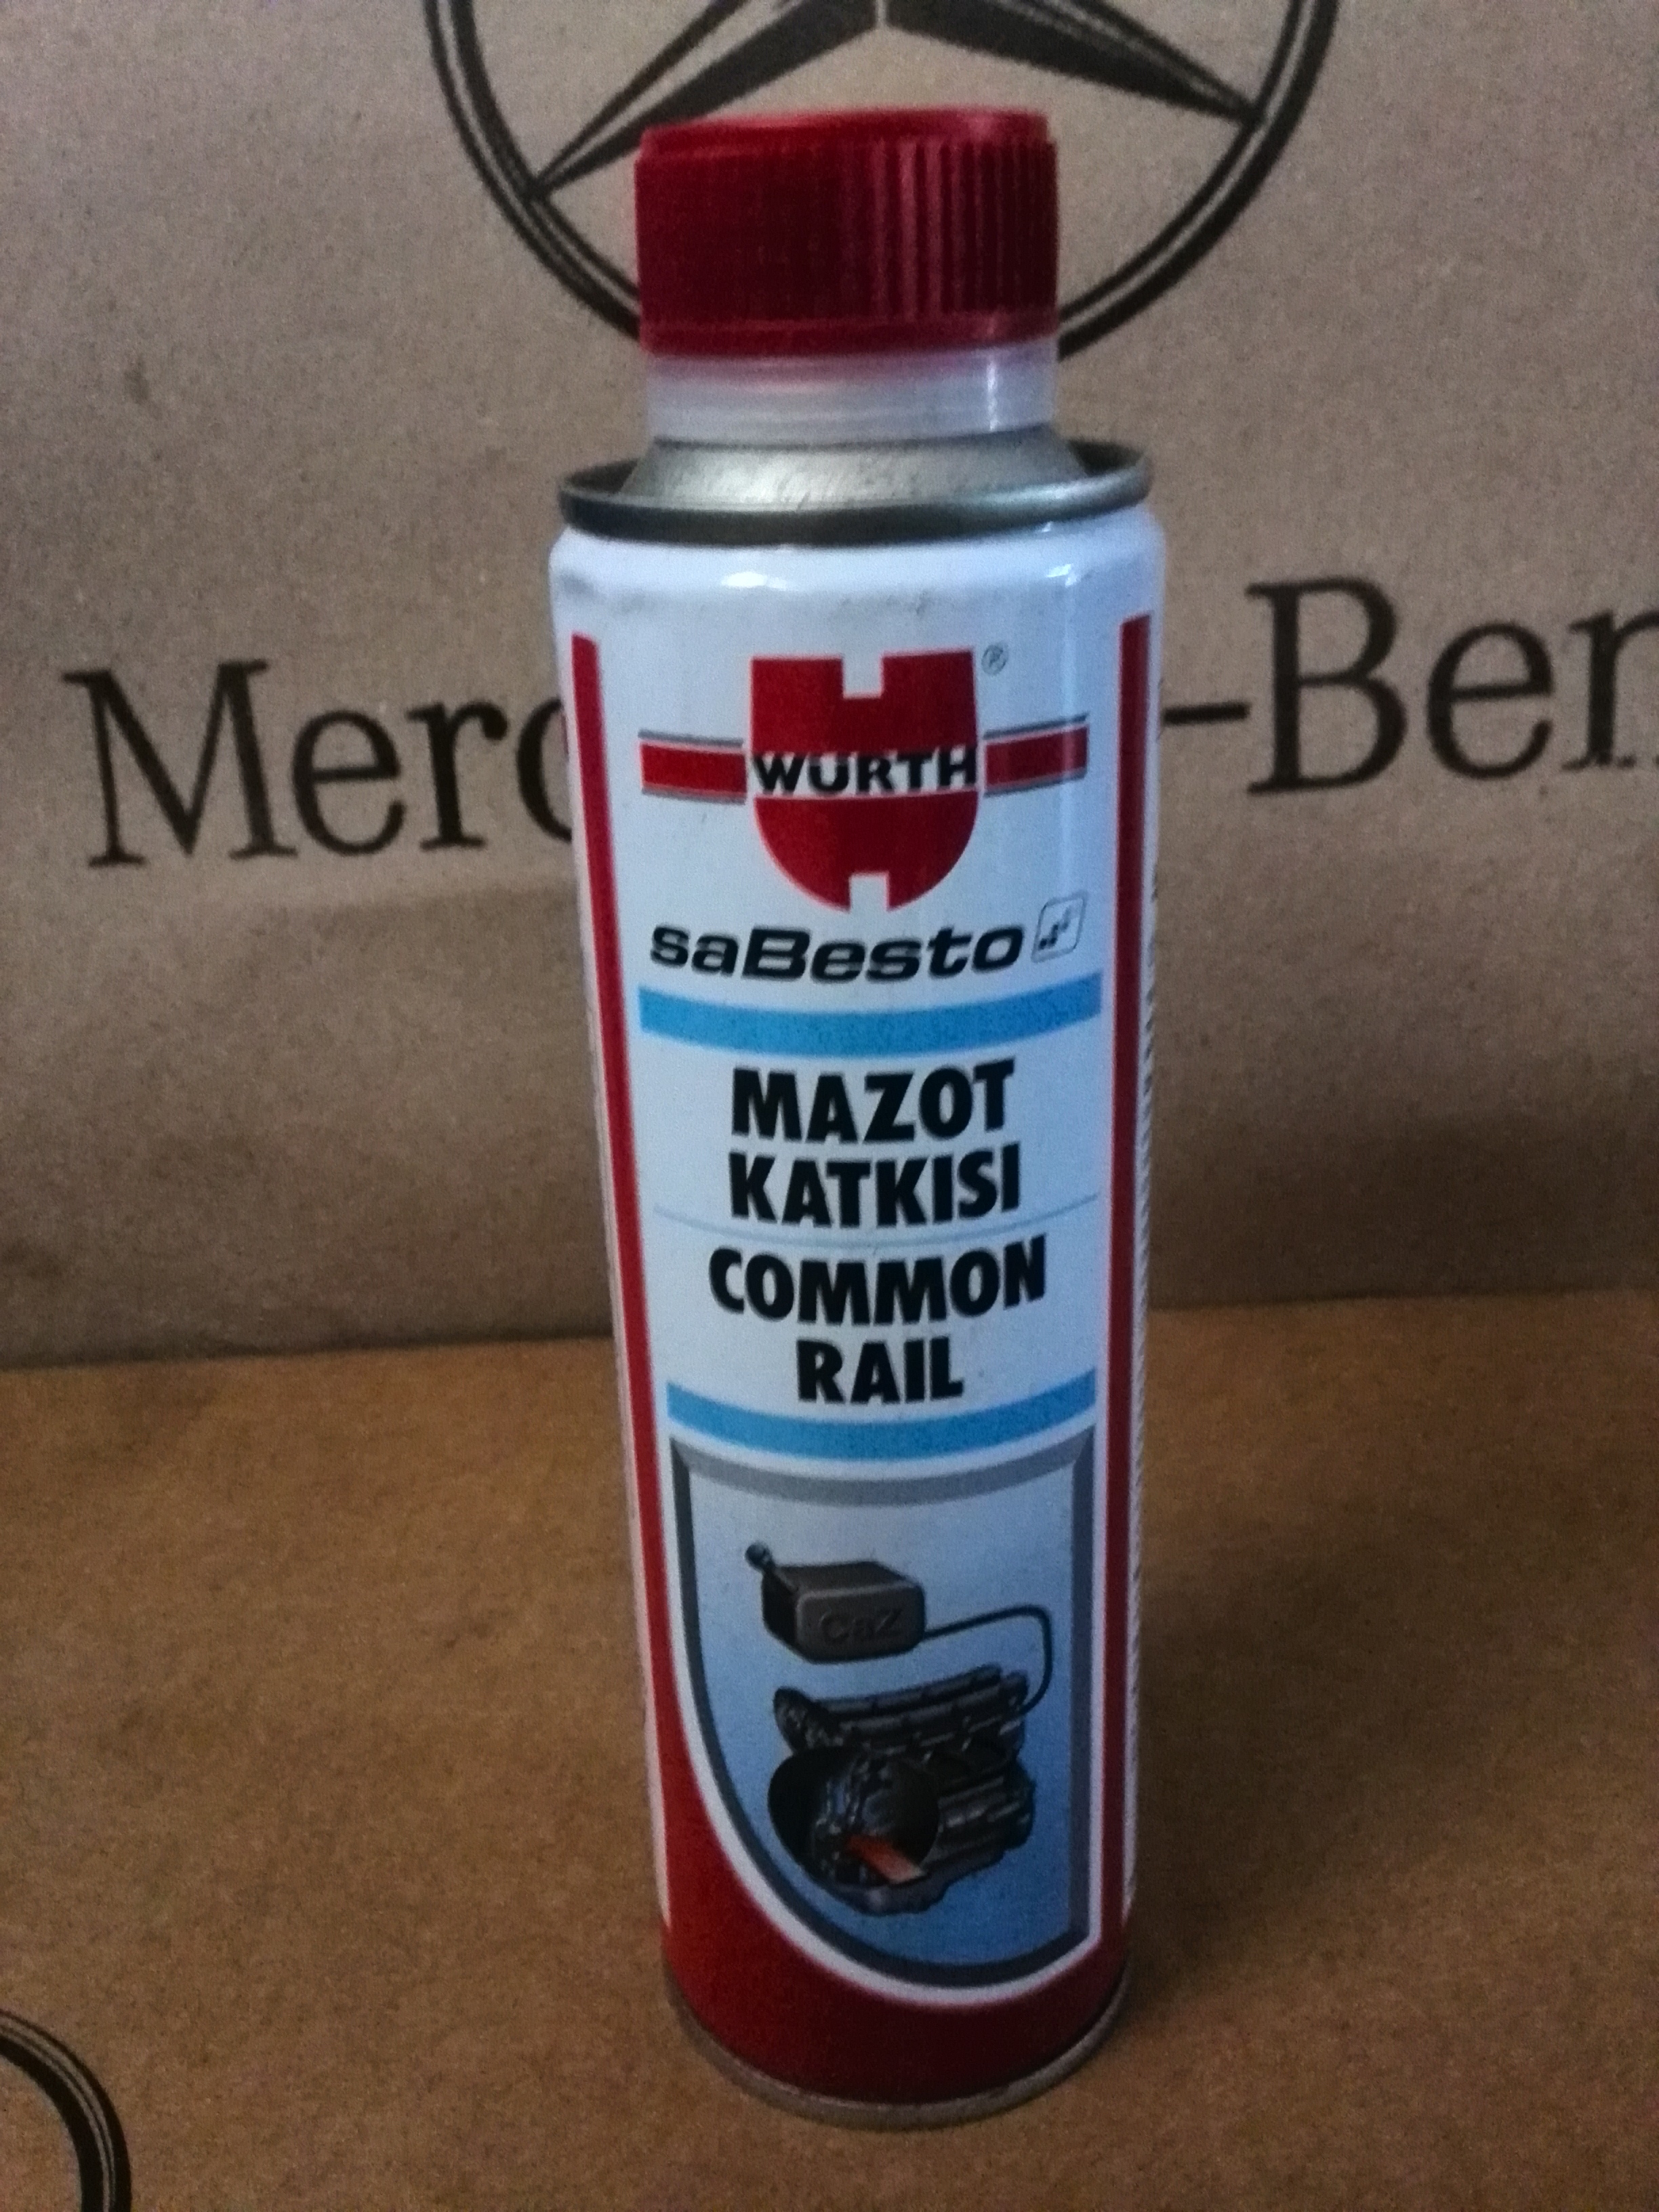 WÜRTH®
saBesto
MAZOT
KATKISI
COMMON
RAIL
Merc -Ben